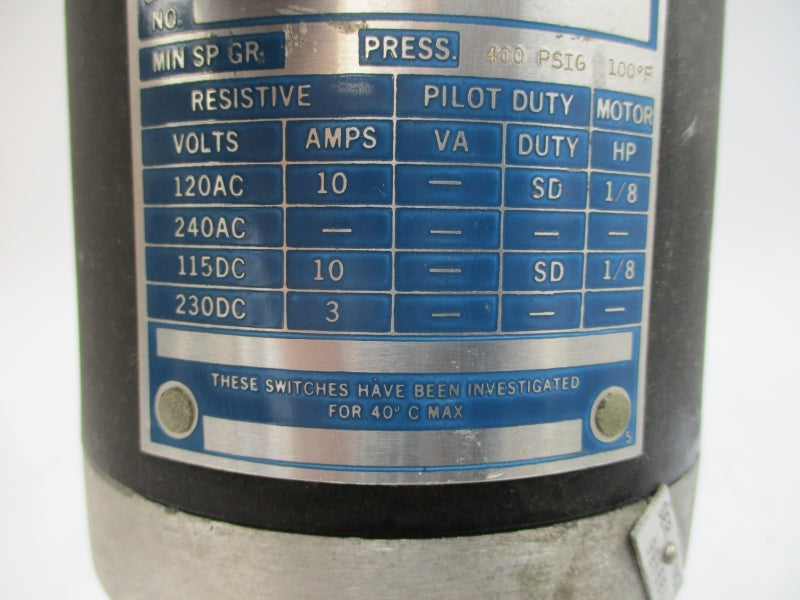 NO.
MIN SP GR. PRESS. 400 PSIG 100°F
RESISTIVE PILOT DUTY MOTOR
VOLTS AMPS VA DUTY HP
120AC 10 — SD 1/8
240AC — — — —
115DC 10 — SD 1/8
230DC 3 — — —
THESE SWITCHES HAVE BEEN INVESTIGATED
FOR 40° C MAX
5